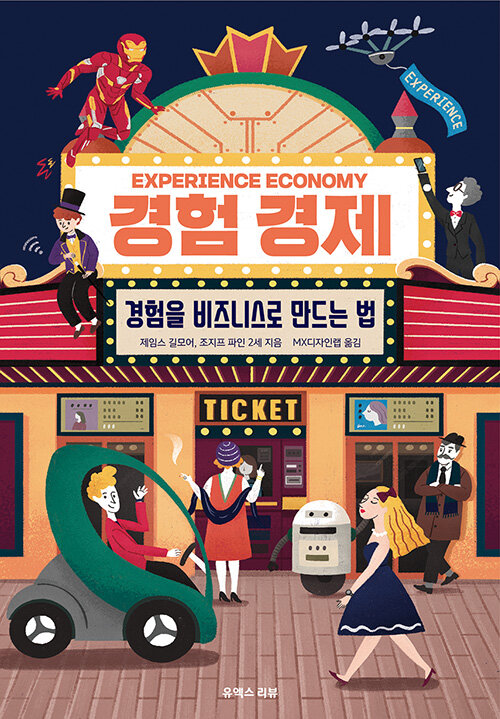 EXPERIENCE
EXPERIENCE ECONOMY
경험 경제
경험을 비즈니스로 만드는 법
제임스 길모어, 조지프 파인 2세 지음 MX디자인랩 옮김
TICKET
유엑스 리뷰